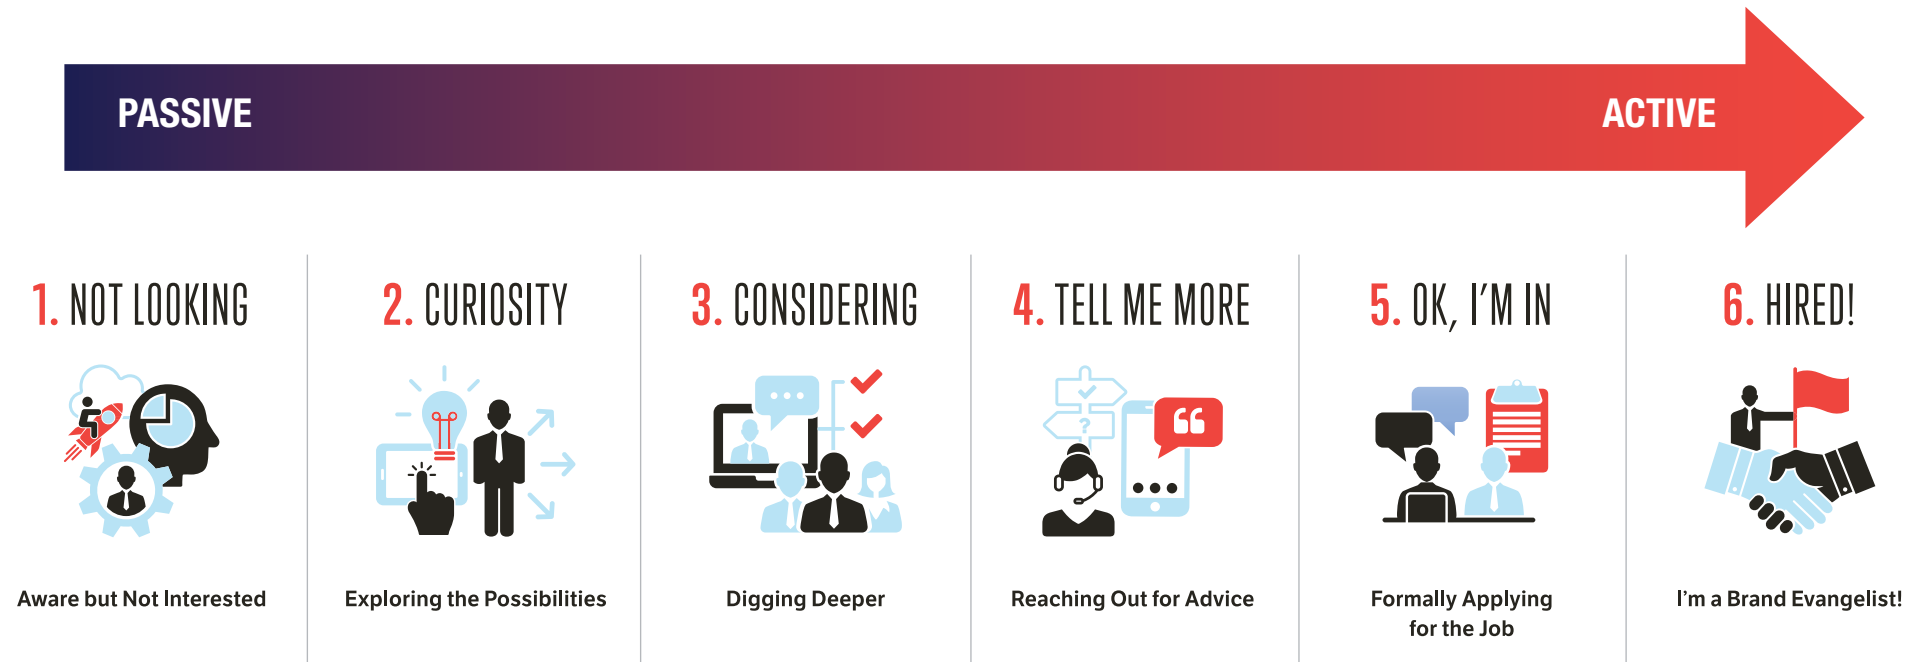 PASSIVE
ACTIVE
1. NOT LOOKING
2. CURIOSITY
3. CONSIDERING
4. TELL ME MORE
5. OK, I'M IN
6. HIRED!
?
“
Aware but Not Interested
Exploring the Possibilities
Digging Deeper
Reaching Out for Advice
Formally Applying
for the Job
I'm a Brand Evangelist!